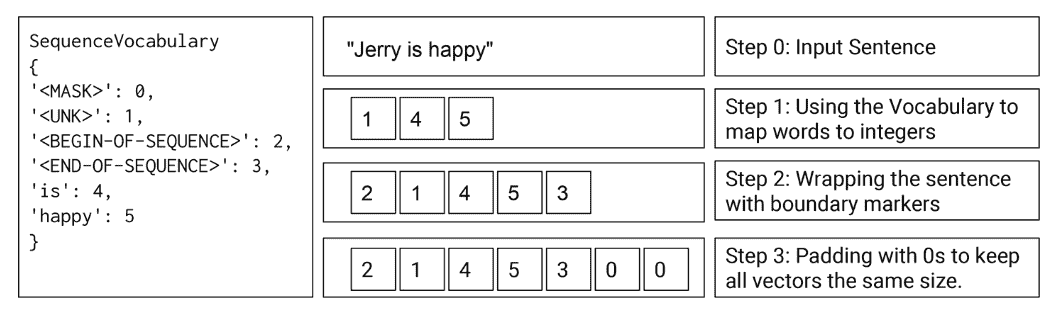 SequenceVocabulary
{
'<MASK>': 0,
'<UNK>': 1,
'<BEGIN-OF-SEQUENCE>': 2,
'<END-OF-SEQUENCE>': 3,
'is': 4,
'happy': 5
}
"Jerry is happy"
Step 0: Input Sentence
1 4 5
Step 1: Using the Vocabulary to
map words to integers
2 1 4 5 3
Step 2: Wrapping the sentence
with boundary markers
2 1 4 5 3 0 0
Step 3: Padding with 0s to keep
all vectors the same size.